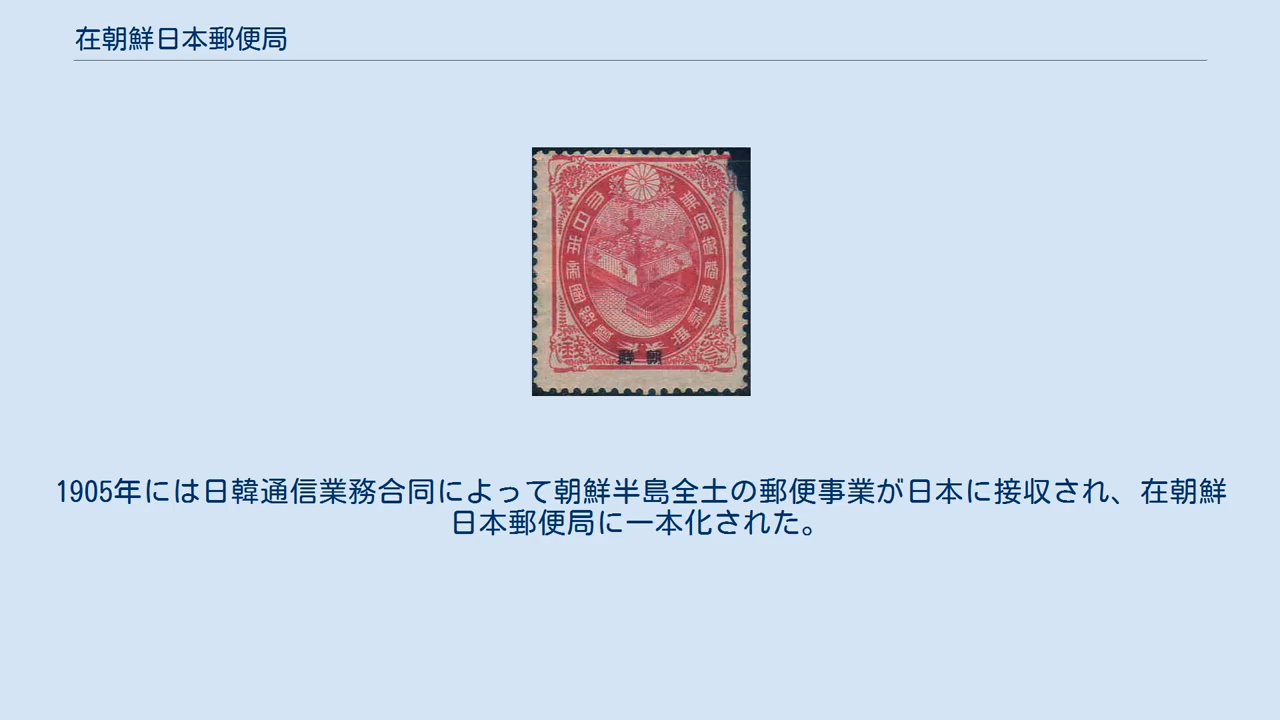 在朝鮮日本郵便局
朝鮮
1905年には日韓通信業務合同によって朝鮮半島全土の郵便事業が日本に接収され、在朝鮮
日本郵便局に一本化された。